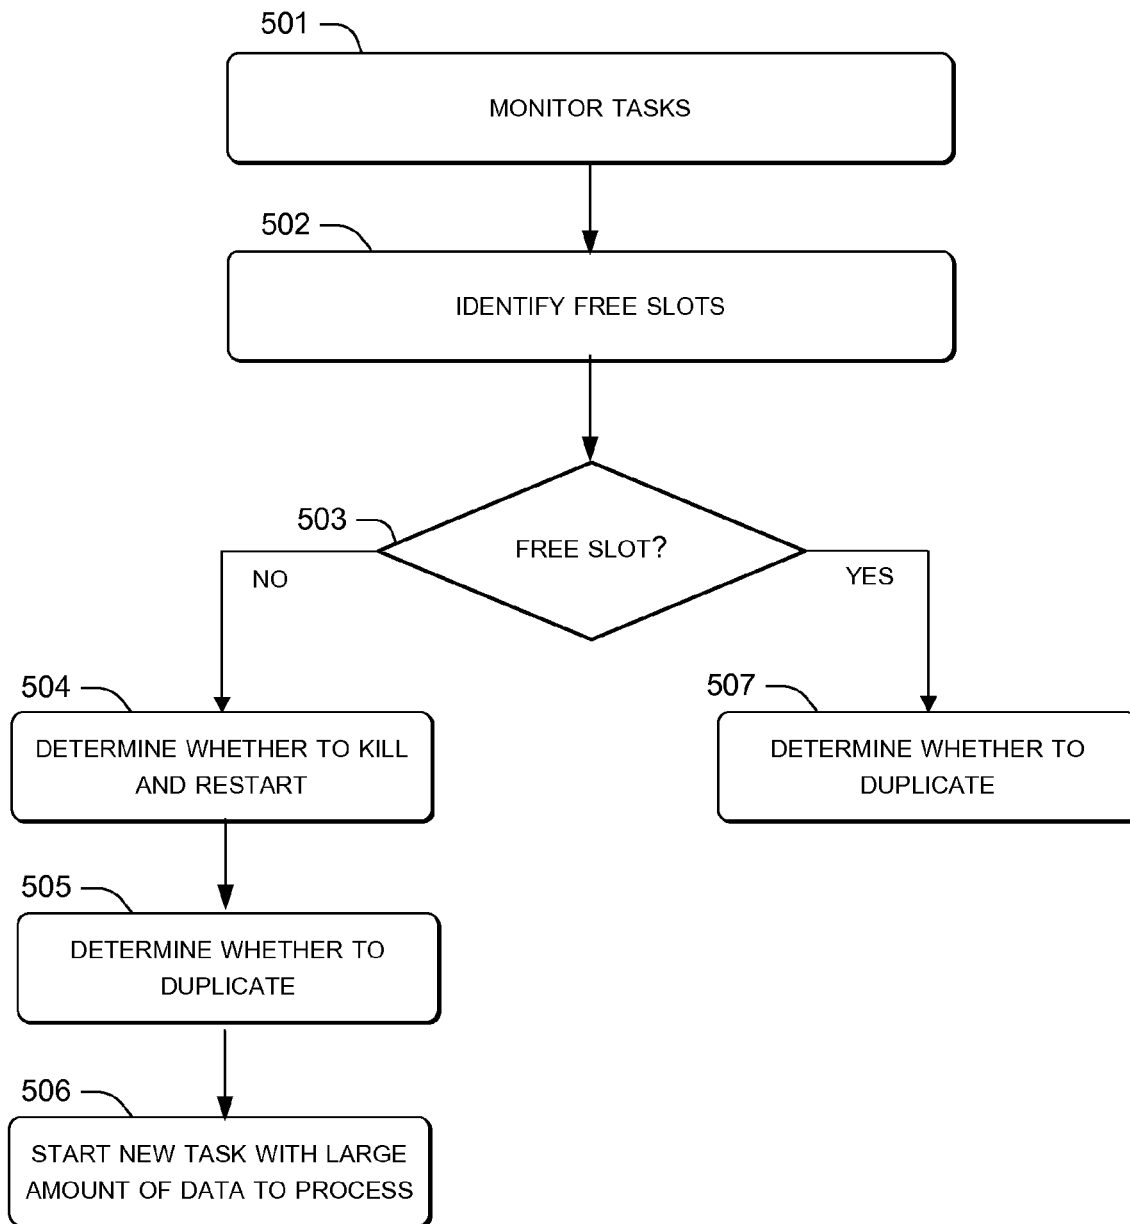 501
MONITOR TASKS
502
IDENTIFY FREE SLOTS
503
FREE SLOT?
NO
YES
504
DETERMINE WHETHER TO KILL
AND RESTART
507
DETERMINE WHETHER TO
DUPLICATE
505
DETERMINE WHETHER TO
DUPLICATE
506
START NEW TASK WITH LARGE
AMOUNT OF DATA TO PROCESS